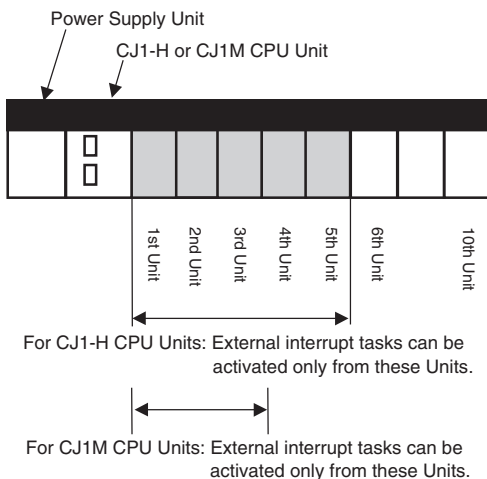 Power Supply Unit
CJ1-H or CJ1M CPU Unit
1st Unit
2nd Unit
3rd Unit
4th Unit
5th Unit
6th Unit
10th Unit
For CJ1-H CPU Units: External interrupt tasks can be
activated only from these Units.
For CJ1M CPU Units: External interrupt tasks can be
activated only from these Units.